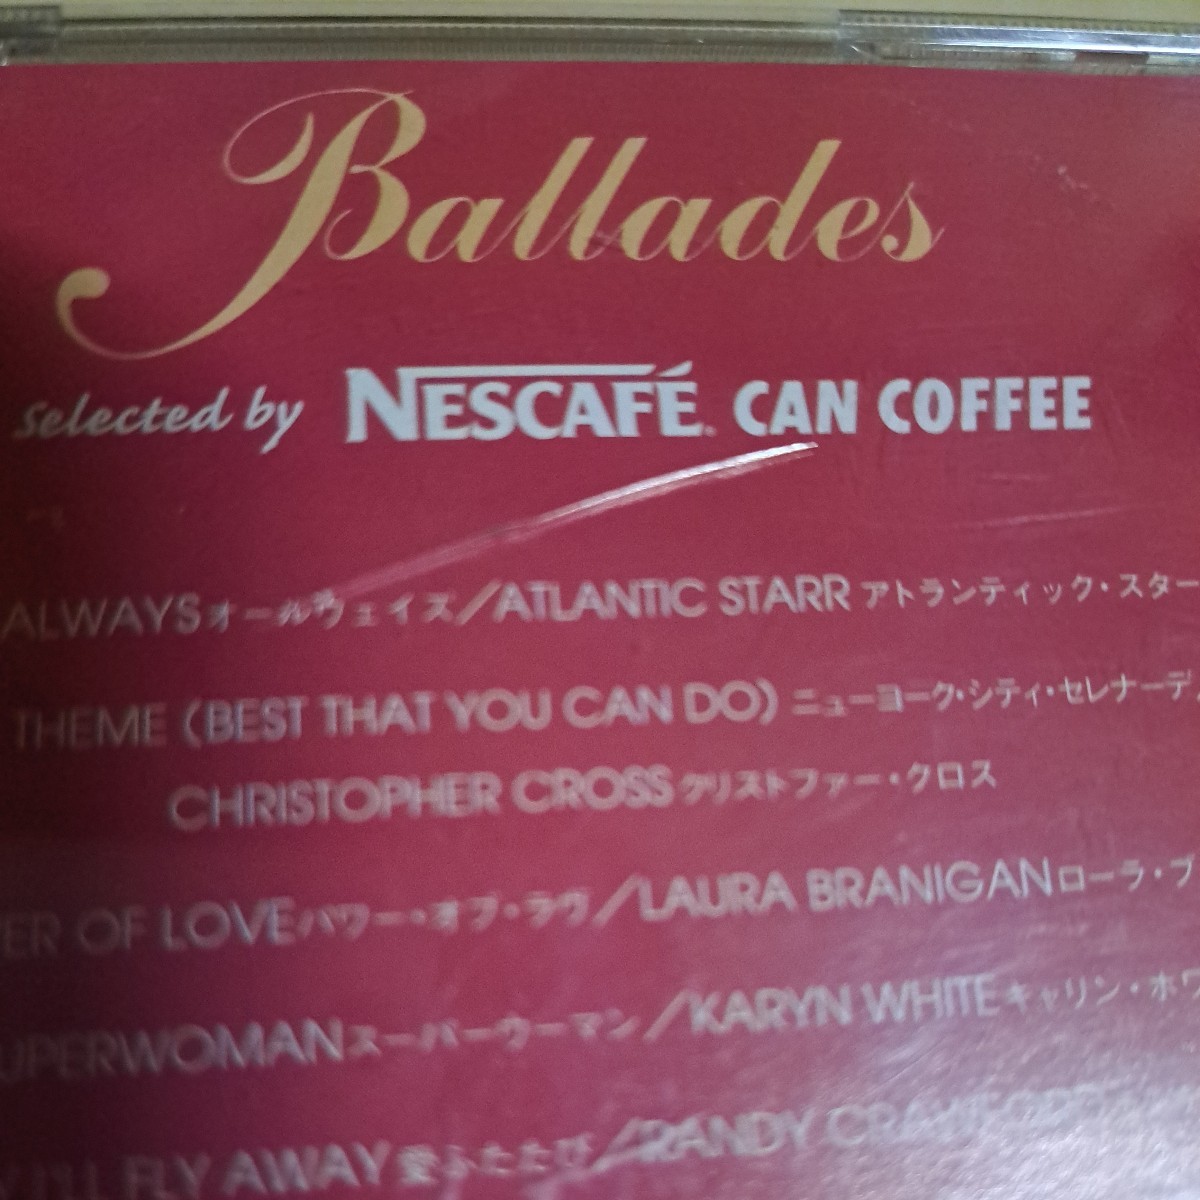 Ballades
selected by NESCAFÉ. CAN COFFEE
ALWAYSオールウェイズ/ATLANTIC STARR アトランティック・スター
THEME (BEST THAT YOU CAN DO) ニューヨーク・シティ・セレナーデ
CHRISTOPHER CROSSクリストファー・クロス
ER OF LOVEパワー・オブ・ラヴ/LAURA BRANIGANローラ・ブ
UPERWOMANスーパーウーマン/KARYN WHITEキャリン・ホワ
I'LL FLY AWAY愛ふたたび/RANDY CRAWFORD